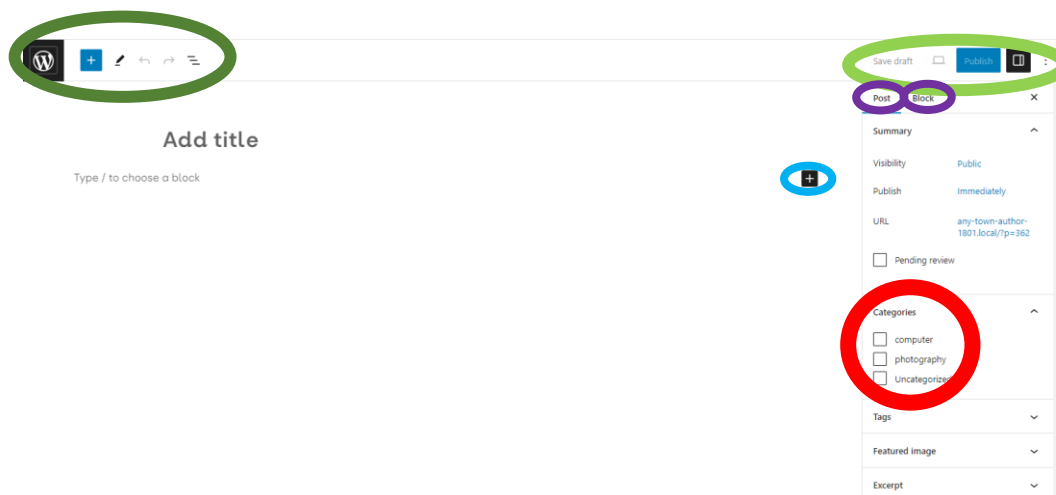 Save draft Publish
Post Block
Add title
Summary
Type / to choose a block
Visibility Public
Publish Immediately
URL any-town-author-
1801.local/?p=362
Pending review
Categories
computer
photography
Uncategorized
Tags
Featured image
Excerpt